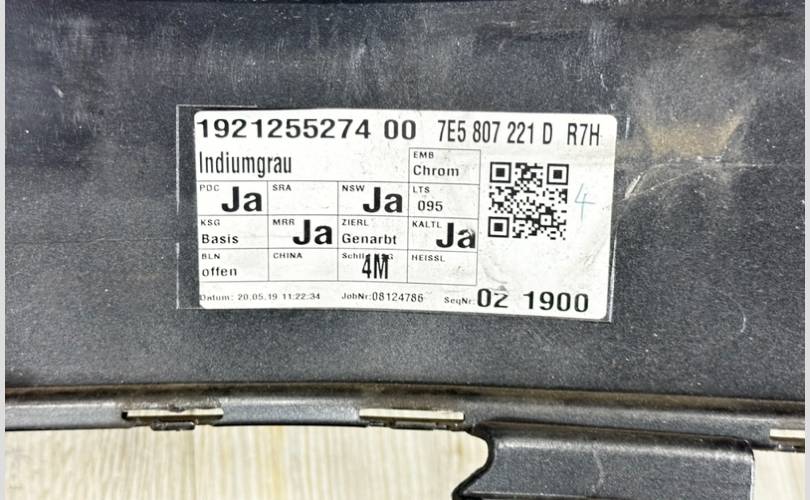 1921255274 00 7E5 807 221 D R7H
Indiumgrau EMB Chrom
PDC Ja SRA NSW Ja LTS 095
KSG Basis MRR Ja ZIERL Genarbt KALTL Ja
BLN offen CHINA 4M HEISSL
Datum: 20.05.19 11:22:34 JobNr:08124786 SeqNr: 02 1900
4